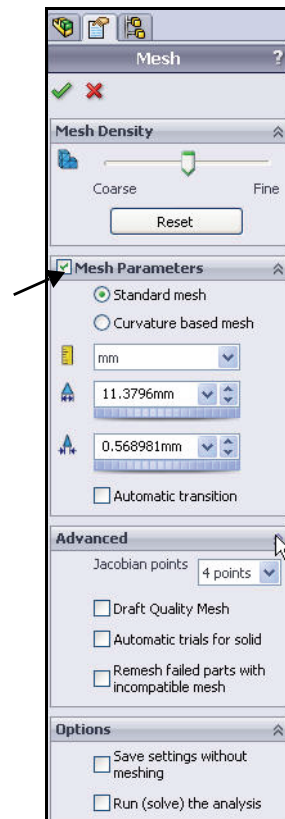 Mesh
?
Mesh Density
Coarse Fine
Reset
Mesh Parameters
Standard mesh
Curvature based mesh
mm
11.3796mm
0.568981mm
Automatic transition
Advanced
Jacobian points 4 points
Draft Quality Mesh
Automatic trials for solid
Remesh failed parts with
incompatible mesh
Options
Save settings without
meshing
Run (solve) the analysis